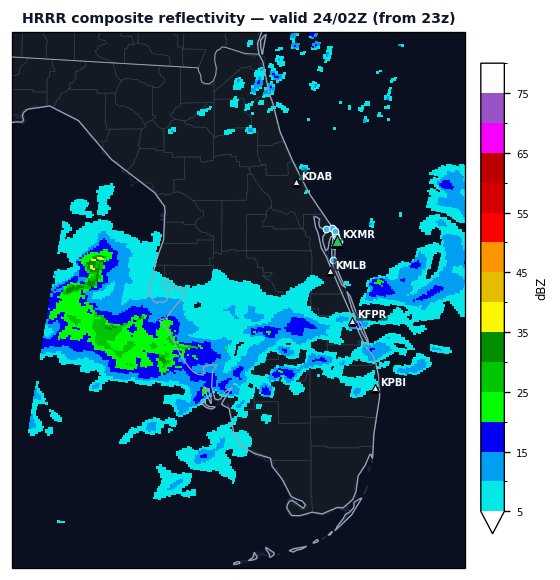 HRRR composite reflectivity — valid 24/02Z (from 23z)
KDAB
KXMR
KMLB
KFPR
KPBI
75
65
55
45
35
25
15
5
dBZ